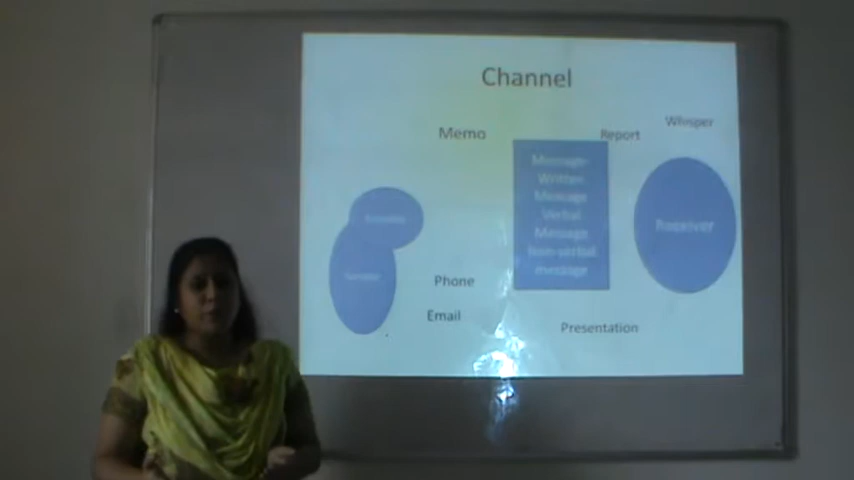 Channel
Whisper
Memo
Report
Message
Written
Message
Verbal
Message
Non-verbal
message
Receiver
Phone
Email
Presentation